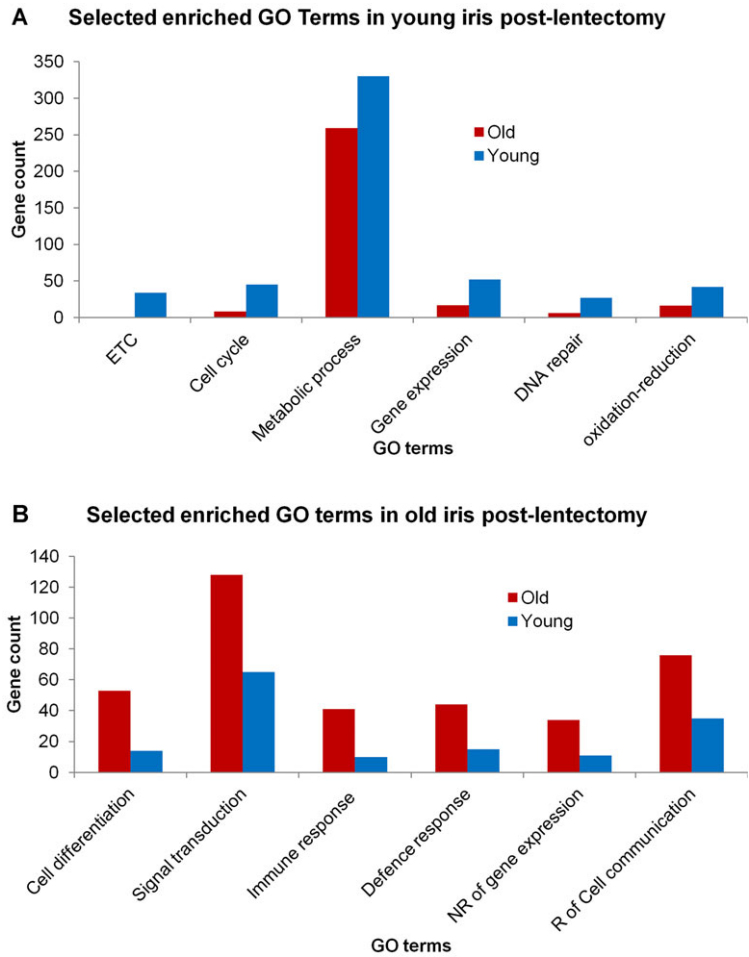 A Selected enriched GO Terms in young iris post-lentectomy
350
300
250
200
150
100
50
0
Gene count
Old
Young
ETC
Cell cycle
Metabolic process
Gene expression
DNA repair
oxidation-reduction
GO terms
B Selected enriched GO terms in old iris post-lentectomy
140
120
100
80
60
40
20
0
Gene count
Old
Young
Cell differentiation
Signal transduction
Immune response
Defence response
NR of gene expression
R of Cell communication
GO terms